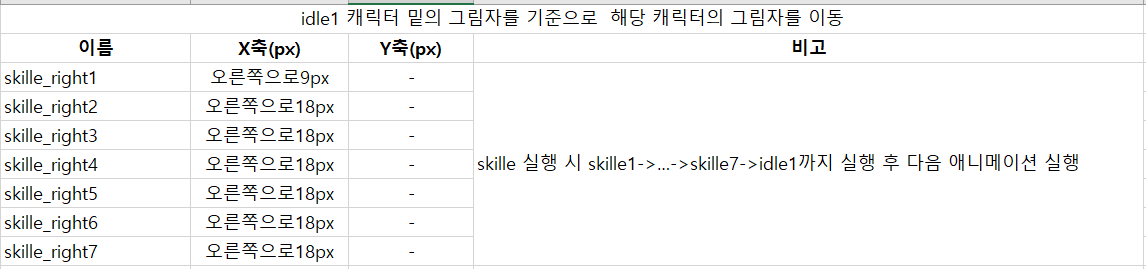 idle1 캐릭터 밑의 그림자를 기준으로 해당 캐릭터의 그림자를 이동
이름 X축(px) Y축(px) 비고
skille_right1 오른쪽으로9px -
skille_right2 오른쪽으로18px -
skille_right3 오른쪽으로18px -
skille_right4 오른쪽으로18px - skille 실행 시 skille1->...->skille7->idle1까지 실행 후 다음 애니메이션 실행
skille_right5 오른쪽으로18px -
skille_right6 오른쪽으로18px -
skille_right7 오른쪽으로18px -